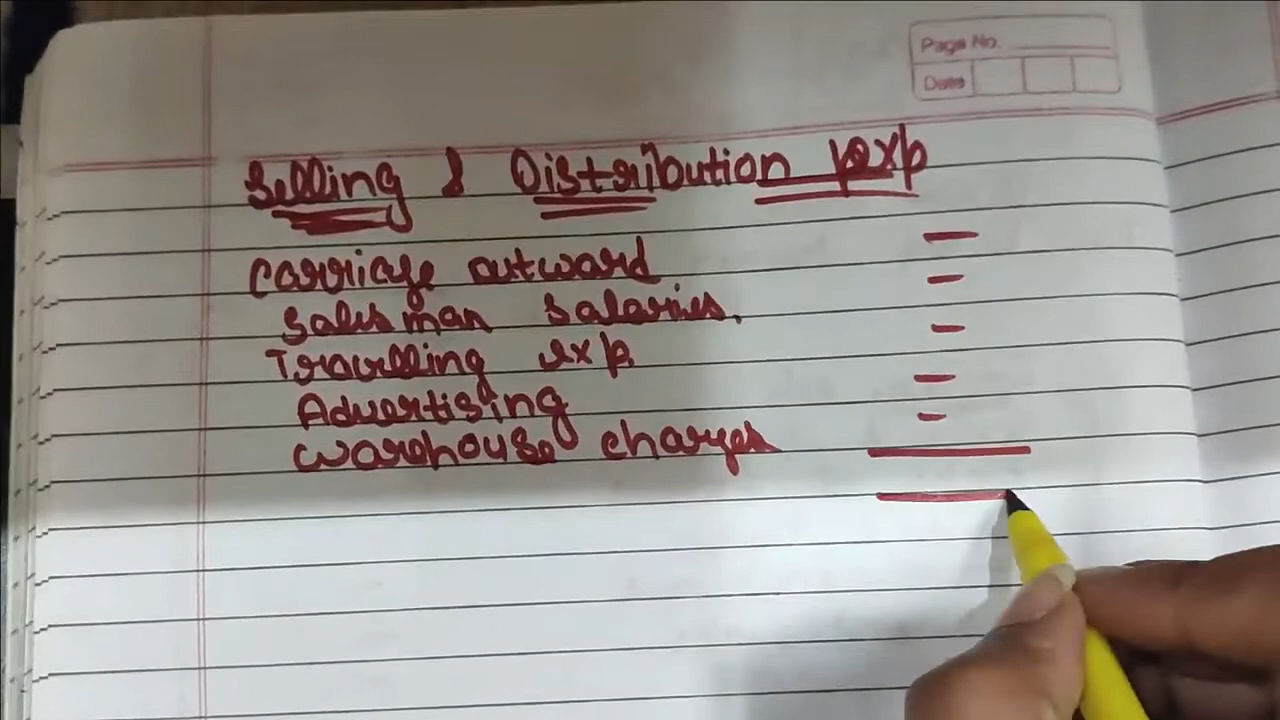 Page No.
Date
Selling & Distribution exp
Carriage outward
Salesman Salaries.
Travelling exp
Advertising
Warehouse charges